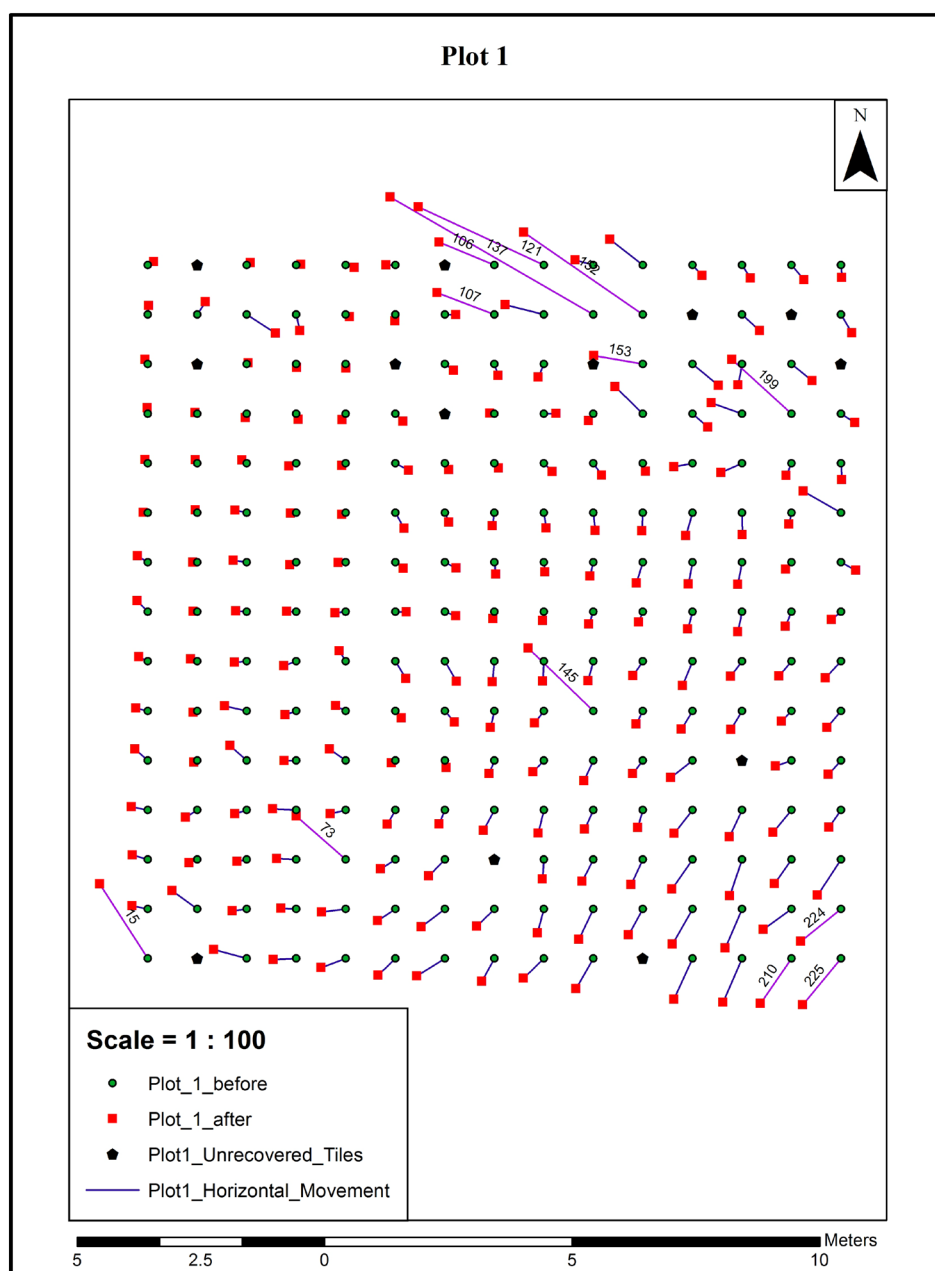 Plot 1
N
106
137
121
152
107
153
199
145
73
15
224
210
225
Scale = 1 : 100
Plot_1_before
Plot_1_after
Plot1_Unrecovered_Tiles
Plot1_Horizontal_Movement
5 2.5 0 5 10 Meters